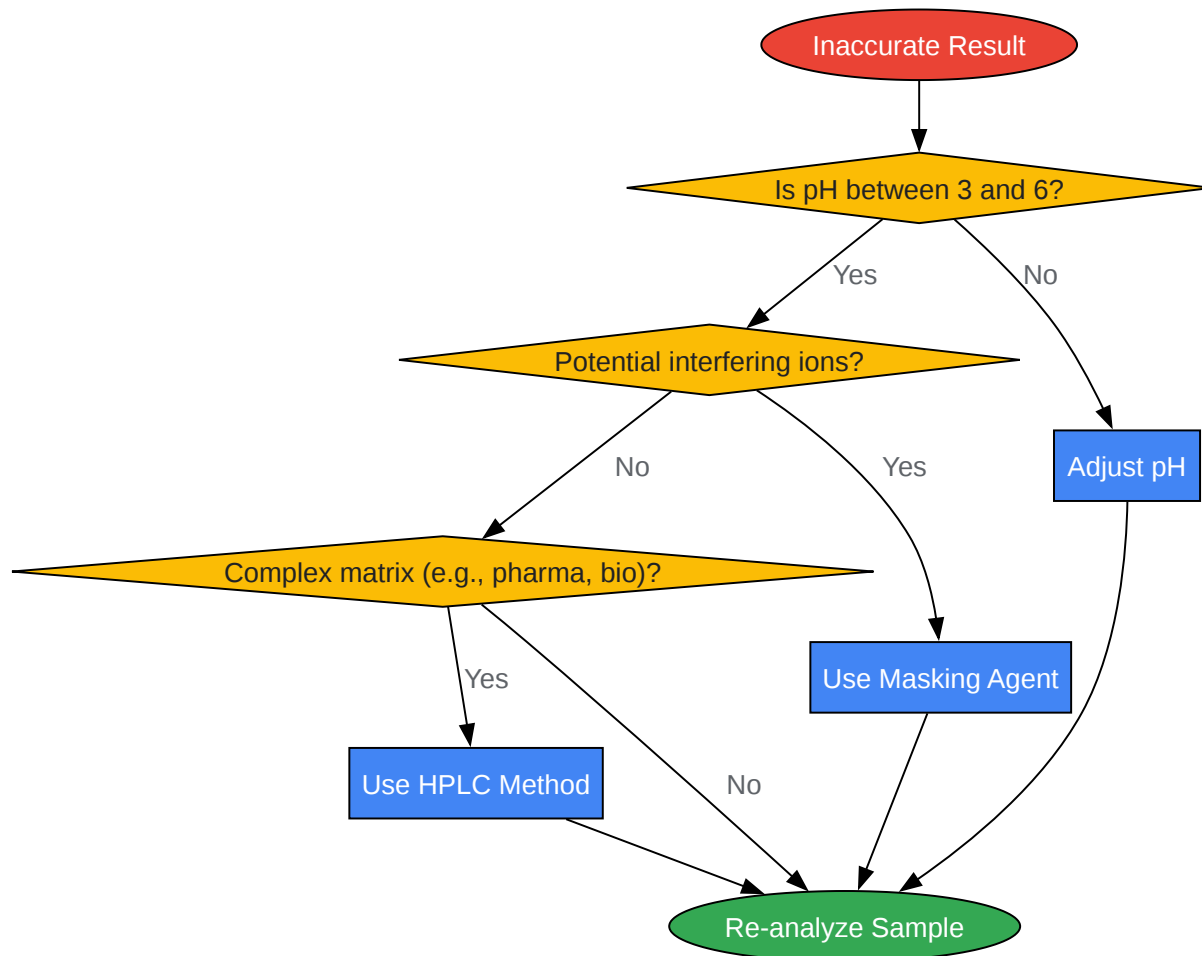 Inaccurate Result
Is pH between 3 and 6?
Yes
No
Potential interfering ions?
No
Yes
Adjust pH
Complex matrix (e.g., pharma, bio)?
Yes
Use Masking Agent
Use HPLC Method
No
Re-analyze Sample